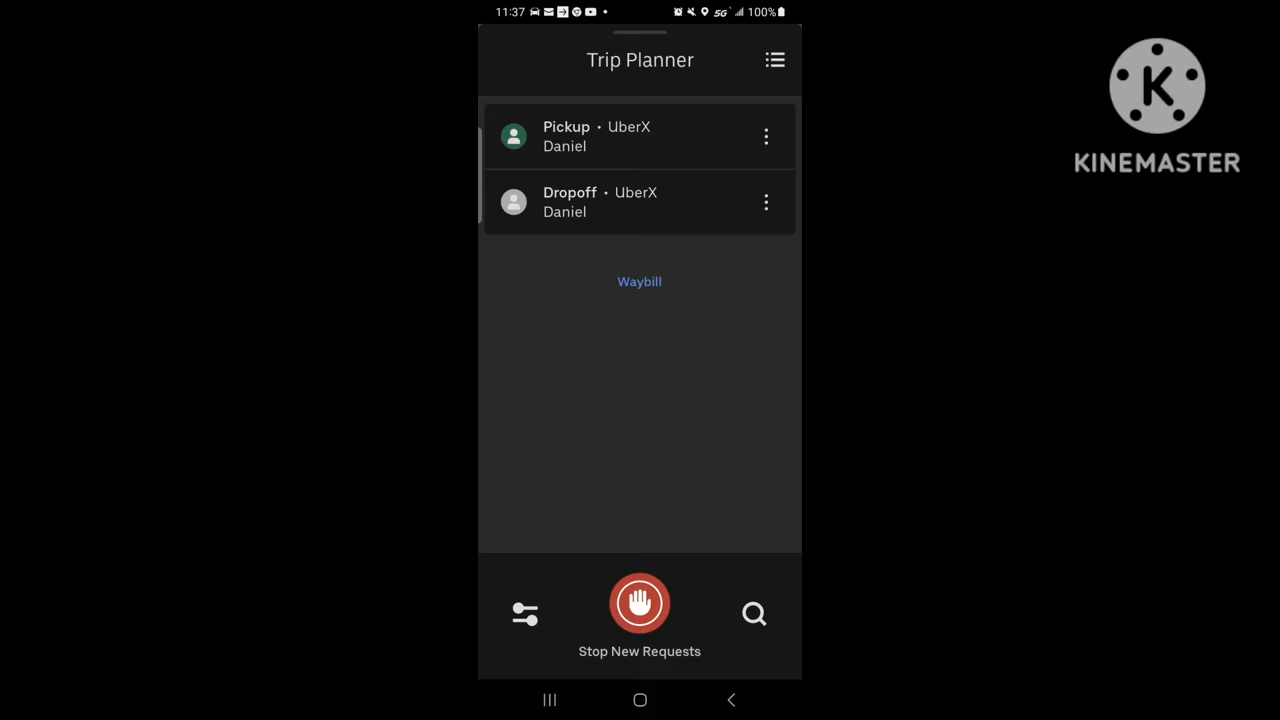 11:37
5G
100%
Trip Planner
Pickup • UberX
Daniel
Dropoff • UberX
Daniel
Waybill
Stop New Requests
K
KINEMASTER